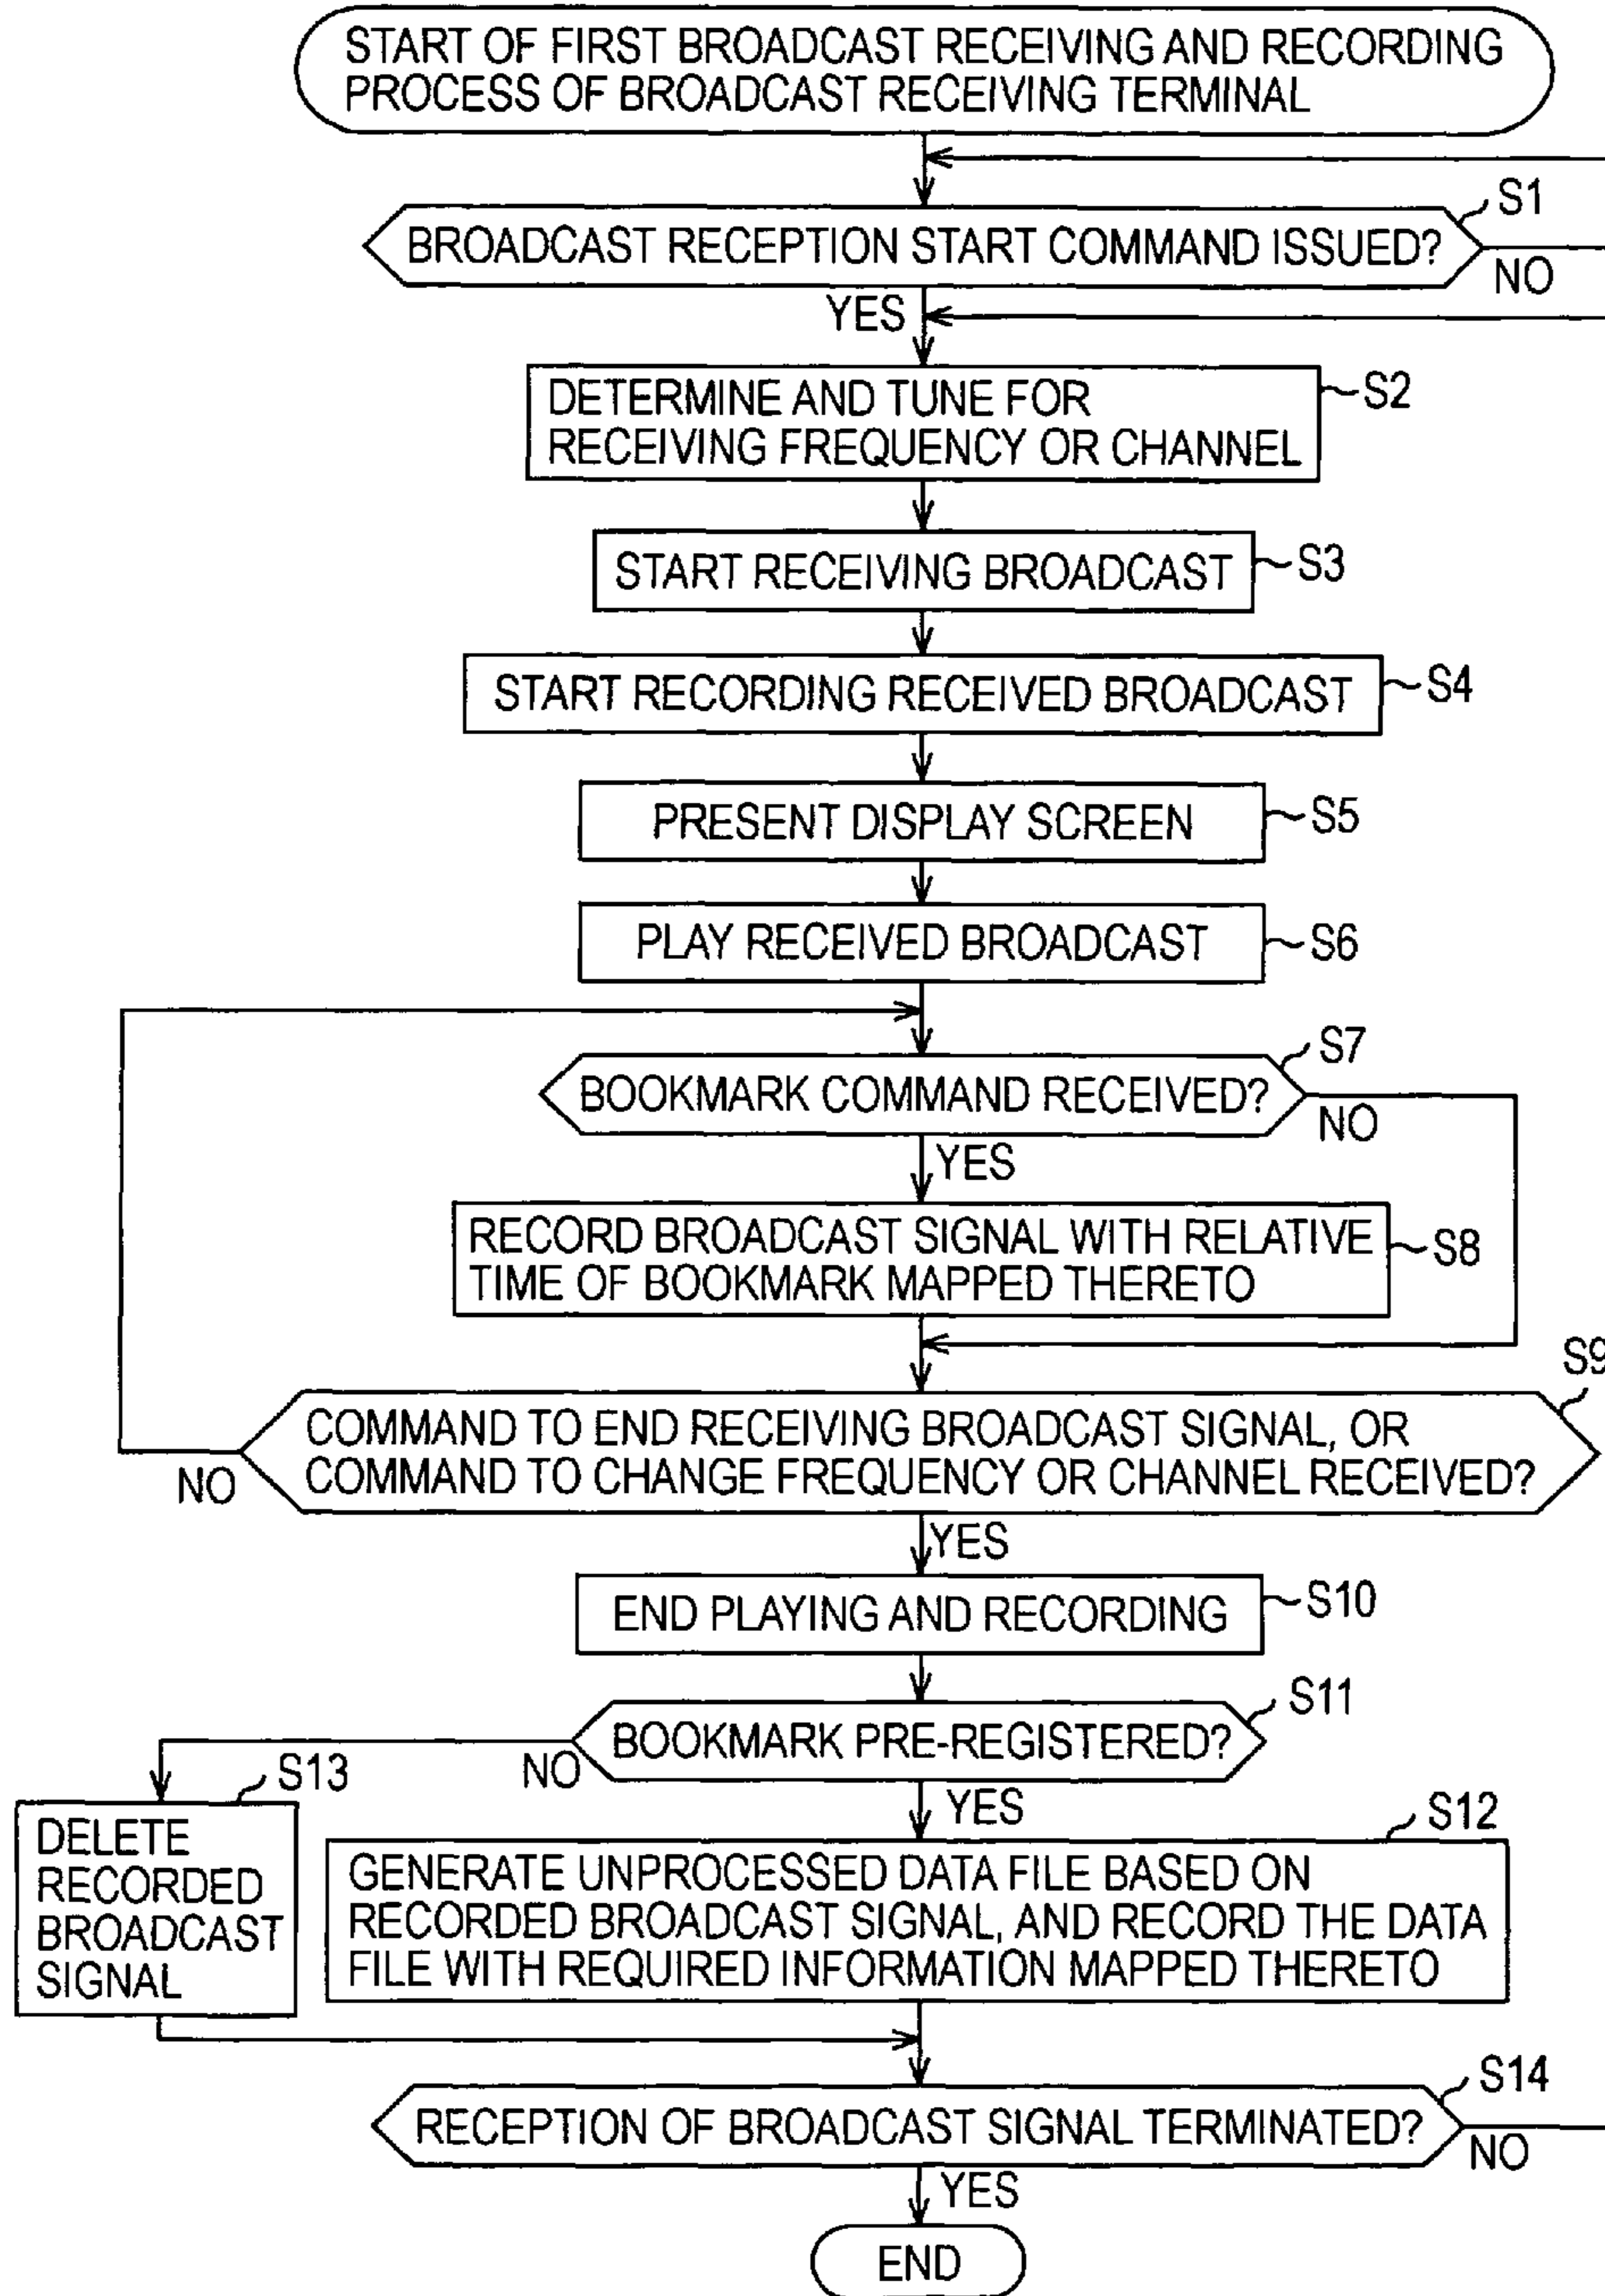 START OF FIRST BROADCAST RECEIVING AND RECORDING
PROCESS OF BROADCAST RECEIVING TERMINAL
S1
BROADCAST RECEPTION START COMMAND ISSUED?
NO
YES
DETERMINE AND TUNE FOR
RECEIVING FREQUENCY OR CHANNEL
S2
START RECEIVING BROADCAST
S3
START RECORDING RECEIVED BROADCAST
S4
PRESENT DISPLAY SCREEN
S5
PLAY RECEIVED BROADCAST
S6
S7
BOOKMARK COMMAND RECEIVED?
NO
YES
RECORD BROADCAST SIGNAL WITH RELATIVE
TIME OF BOOKMARK MAPPED THERETO
S8
S9
COMMAND TO END RECEIVING BROADCAST SIGNAL, OR
COMMAND TO CHANGE FREQUENCY OR CHANNEL RECEIVED?
NO
YES
END PLAYING AND RECORDING
S10
S11
BOOKMARK PRE-REGISTERED?
NO
YES
S13
DELETE
RECORDED
BROADCAST
SIGNAL
S12
GENERATE UNPROCESSED DATA FILE BASED ON
RECORDED BROADCAST SIGNAL, AND RECORD THE DATA
FILE WITH REQUIRED INFORMATION MAPPED THERETO
S14
RECEPTION OF BROADCAST SIGNAL TERMINATED?
NO
YES
END